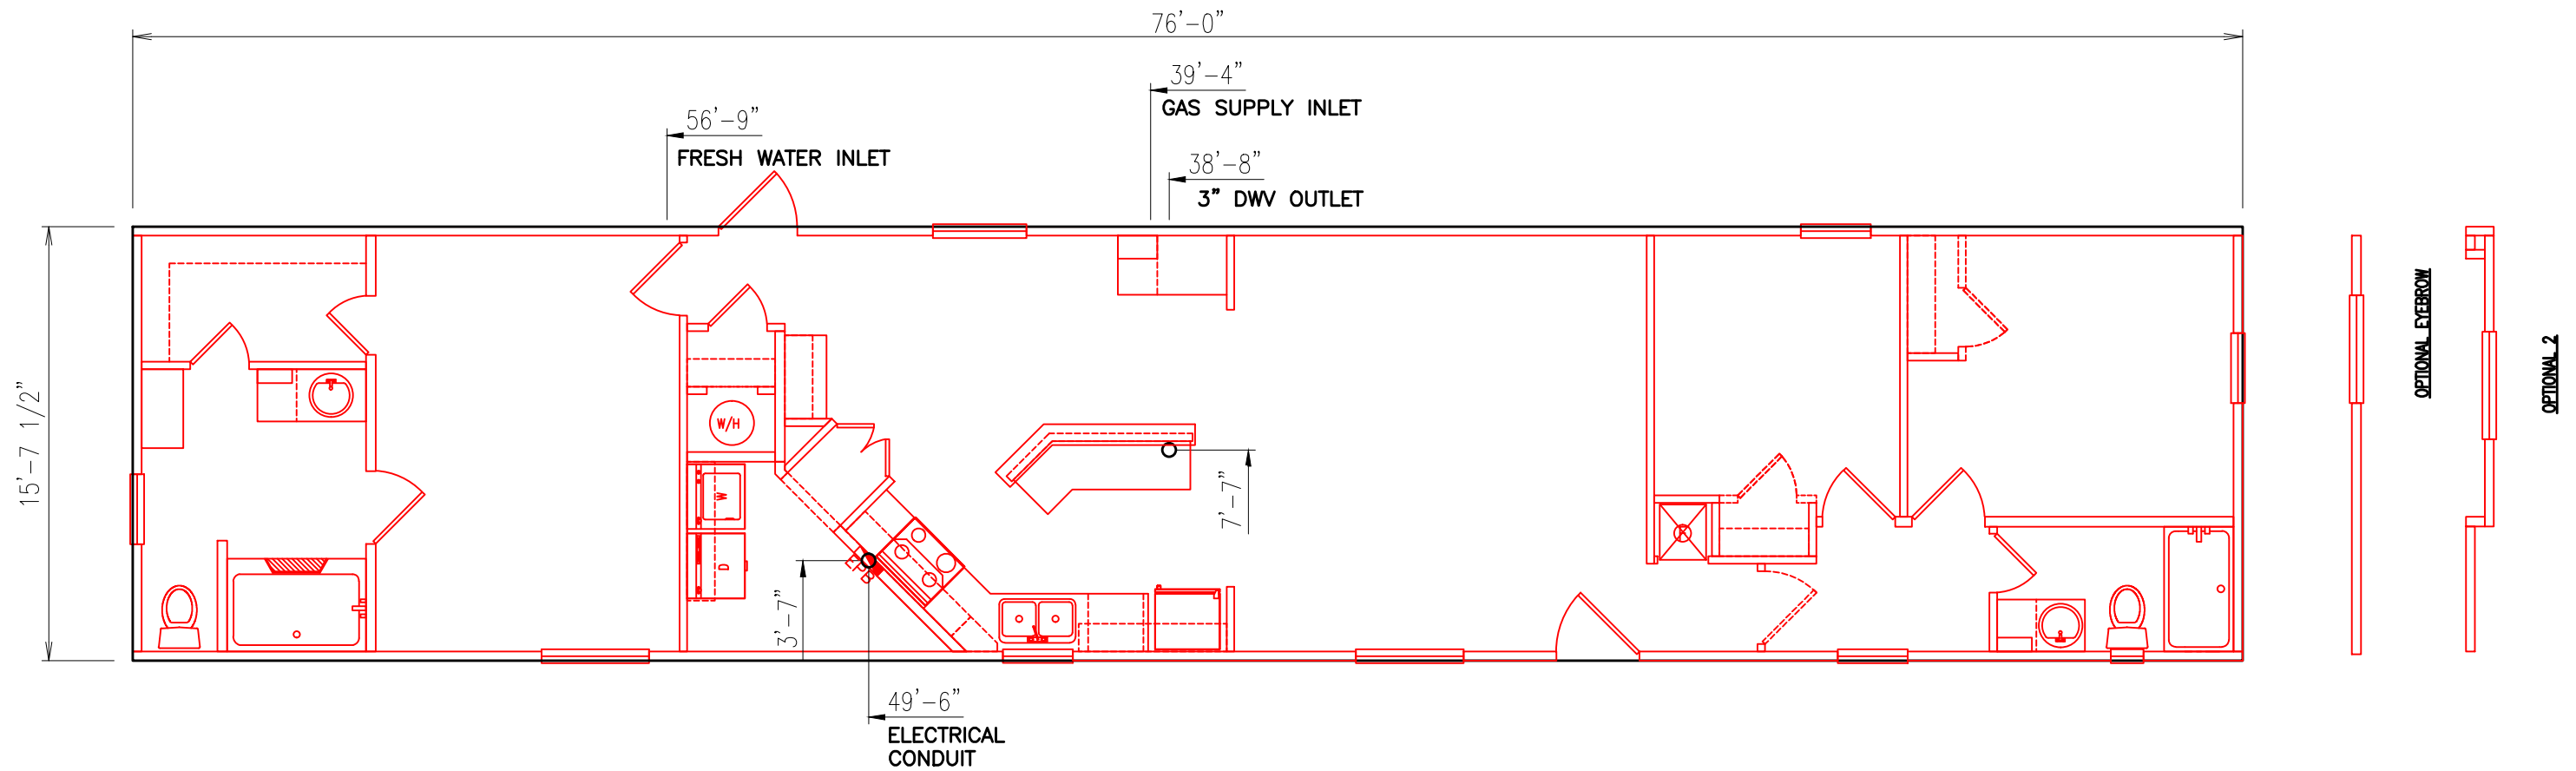 76'-0"
39'-4"
GAS SUPPLY INLET
56'-9"
FRESH WATER INLET
38'-8"
3" DWV OUTLET
15'-7 1/2"
W/H
W
D
F
7'-7"
3'-7"
49'-6"
ELECTRICAL
CONDUIT
OPTIONAL EYEBROW
OPTIONAL 2